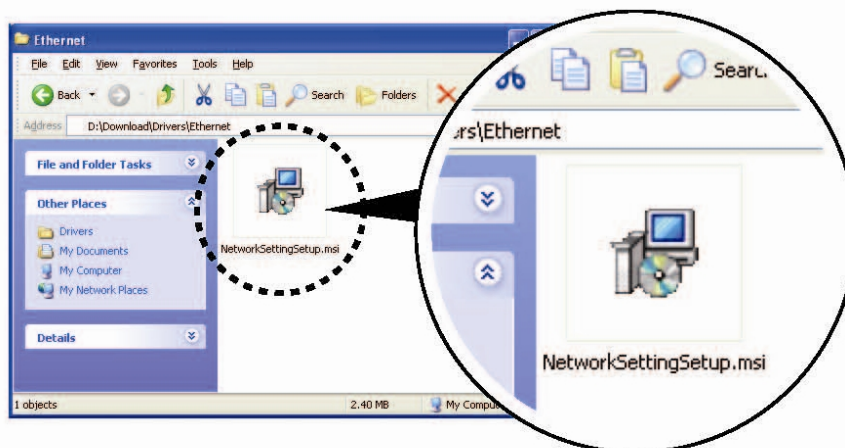 Ethernet
File Edit View Favorites Tools Help
Back Search Folders
Address D:\Download\Drivers\Ethernet
File and Folder Tasks
Other Places
Drivers
My Documents
My Computer
My Network Places
Details
NetworkSettingSetup.msi
1 objects 2.40 MB My Compu
Searc
ers\Ethernet
NetworkSettingSetup.msi